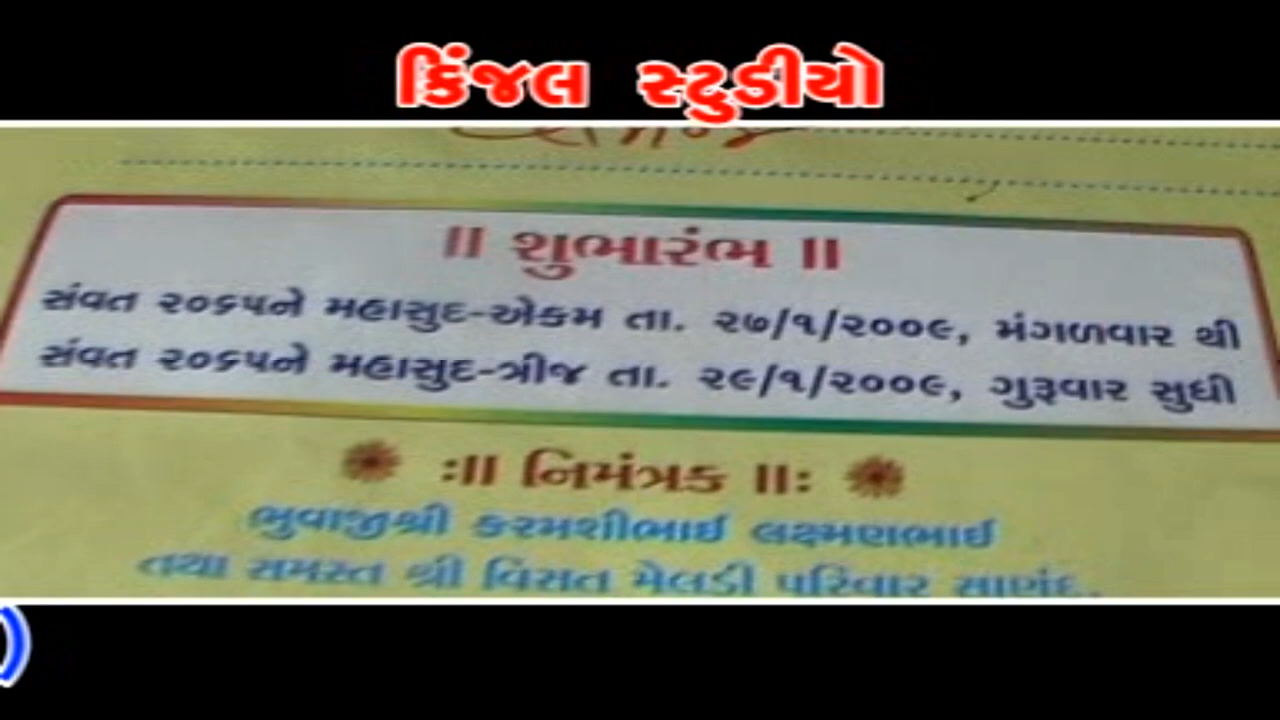 કિંજલ સ્ટુડીયો
॥ શુભારંભ ॥
સંવત ૨૦૬૫ને મહાસુદ-એકમ તા. ૨૭/૧/૨૦૦૯, મંગળવાર થી
સંવત ૨૦૬૫ને મહાસુદ-ત્રીજ તા. ૨૯/૧/૨૦૦૯, ગુરૂવાર સુધી
:॥ નિમંત્રક ॥:
ભુવાજીશ્રી કરમશીભાઈ લક્ષ્મણભાઈ
તથા સમસ્ત શ્રી વિસત મેલડી પરિવાર સાણંદ.
)